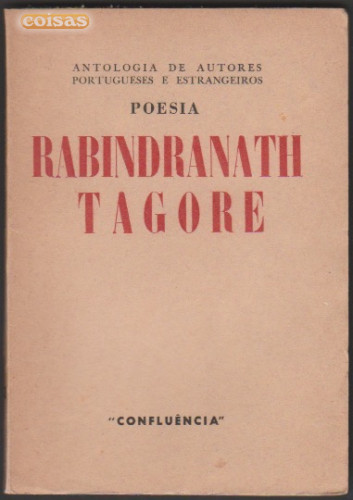 coisas
ANTOLOGIA DE AUTORES
PORTUGUESES E ESTRANGEIROS
POESIA
RABINDRANATH
TAGORE
"CONFLUÊNCIA"